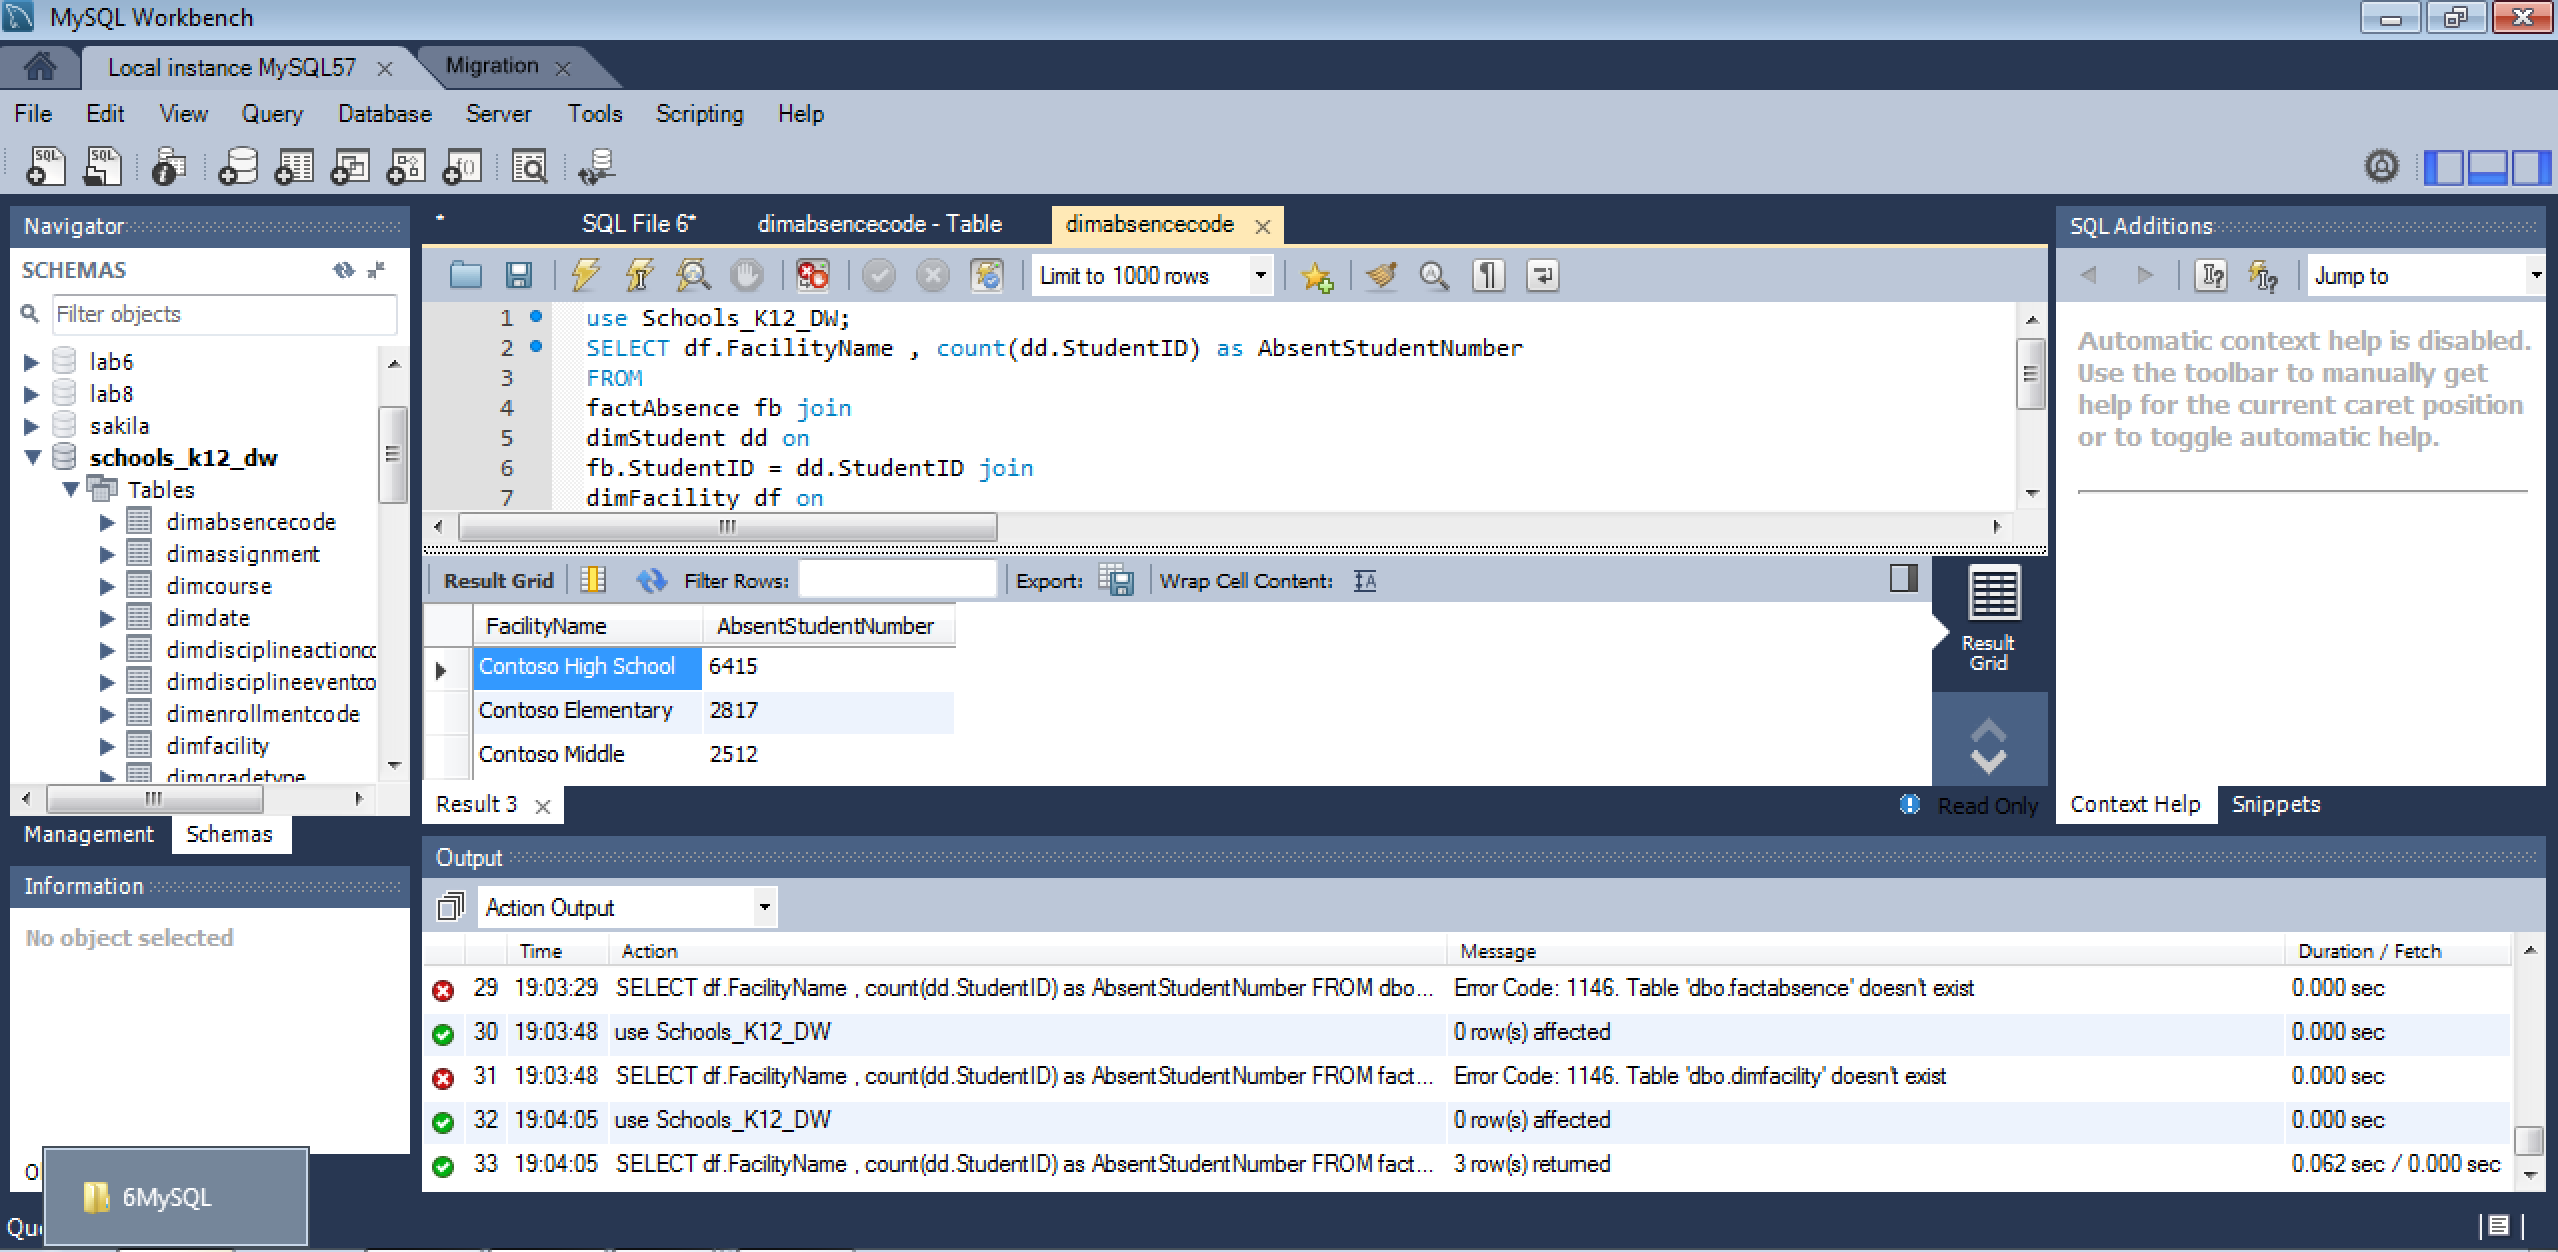 MySQL Workbench
Local instance MySQL57
Migration
File Edit View Query Database Server Tools Scripting Help
Navigator
SCHEMAS
Filter objects
lab6
lab8
sakila
schools_k12_dw
Tables
dimabsencecode
dimassignment
dimcourse
dimdate
dimdisciplineactioncc
dimdisciplineeventco
dimenrollmentcode
dimfacility
dimgradetype
Management Schemas
Information
No object selected
6MySQL
* SQL File 6* dimabsencecode - Table dimabsencecode
Limit to 1000 rows
1 use Schools_K12_DW;
2 SELECT df.FacilityName , count(dd.StudentID) as AbsentStudentNumber
3 FROM
4 factAbsence fb join
5 dimStudent dd on
6 fb.StudentID = dd.StudentID join
7 dimFacility df on
Result Grid Filter Rows: Export: Wrap Cell Content:
FacilityName AbsentStudentNumber
Contoso High School 6415
Contoso Elementary 2817
Contoso Middle 2512
Result
Grid
Result 3
Read Only
SQL Additions
Jump to
Automatic context help is disabled.
Use the toolbar to manually get
help for the current caret position
or to toggle automatic help.
Context Help Snippets
Output
Action Output
Time Action Message Duration / Fetch
29 19:03:29 SELECT df.FacilityName , count(dd.StudentID) as AbsentStudentNumber FROM dbo... Error Code: 1146. Table 'dbo.factabsence' doesn't exist 0.000 sec
30 19:03:48 use Schools_K12_DW 0 row(s) affected 0.000 sec
31 19:03:48 SELECT df.FacilityName , count(dd.StudentID) as AbsentStudentNumber FROM fact... Error Code: 1146. Table 'dbo.dimfacility' doesn't exist 0.000 sec
32 19:04:05 use Schools_K12_DW 0 row(s) affected 0.000 sec
33 19:04:05 SELECT df.FacilityName , count(dd.StudentID) as AbsentStudentNumber FROM fact... 3 row(s) returned 0.062 sec / 0.000 sec